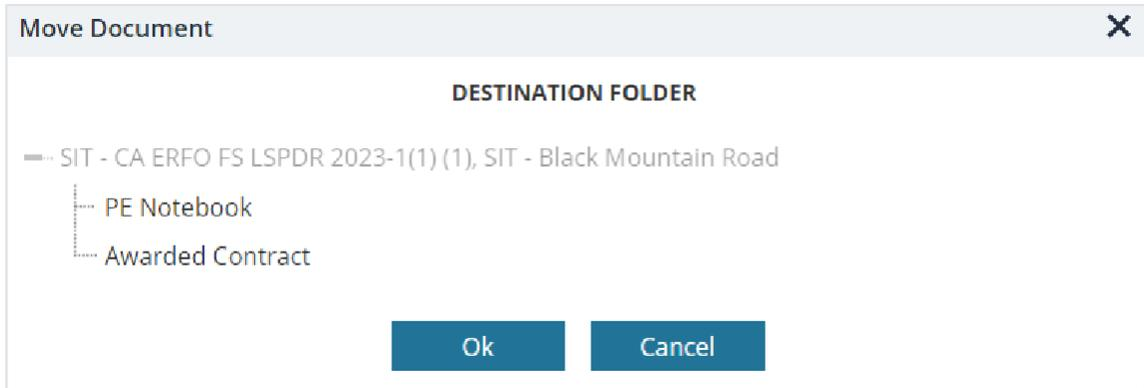 Move Document
DESTINATION FOLDER
SIT - CA ERFO FS LSPDR 2023-1(1) (1), SIT - Black Mountain Road
PE Notebook
Awarded Contract
Ok Cancel